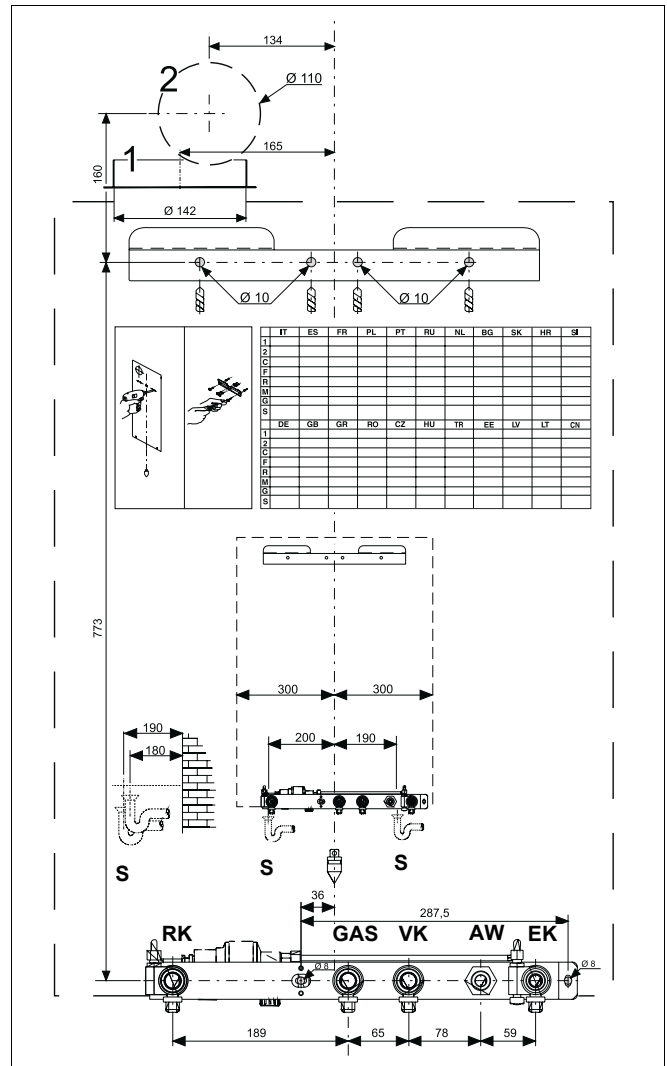 134
2
Ø 110
165
1
160
Ø 142
Ø 10 Ø 10
IT ES FR PL PT RU NL BG SK HR SI
1
2
C
F
R
M
G
S
DE GB GR RO CZ HU TR EE LV LT CN
1
2
C
F
R
M
G
S
773
300 300
190
180
200 190
S
S
S
36
287,5
RK GAS VK AW EK
Ø 8
Ø 8
189 65 78 59